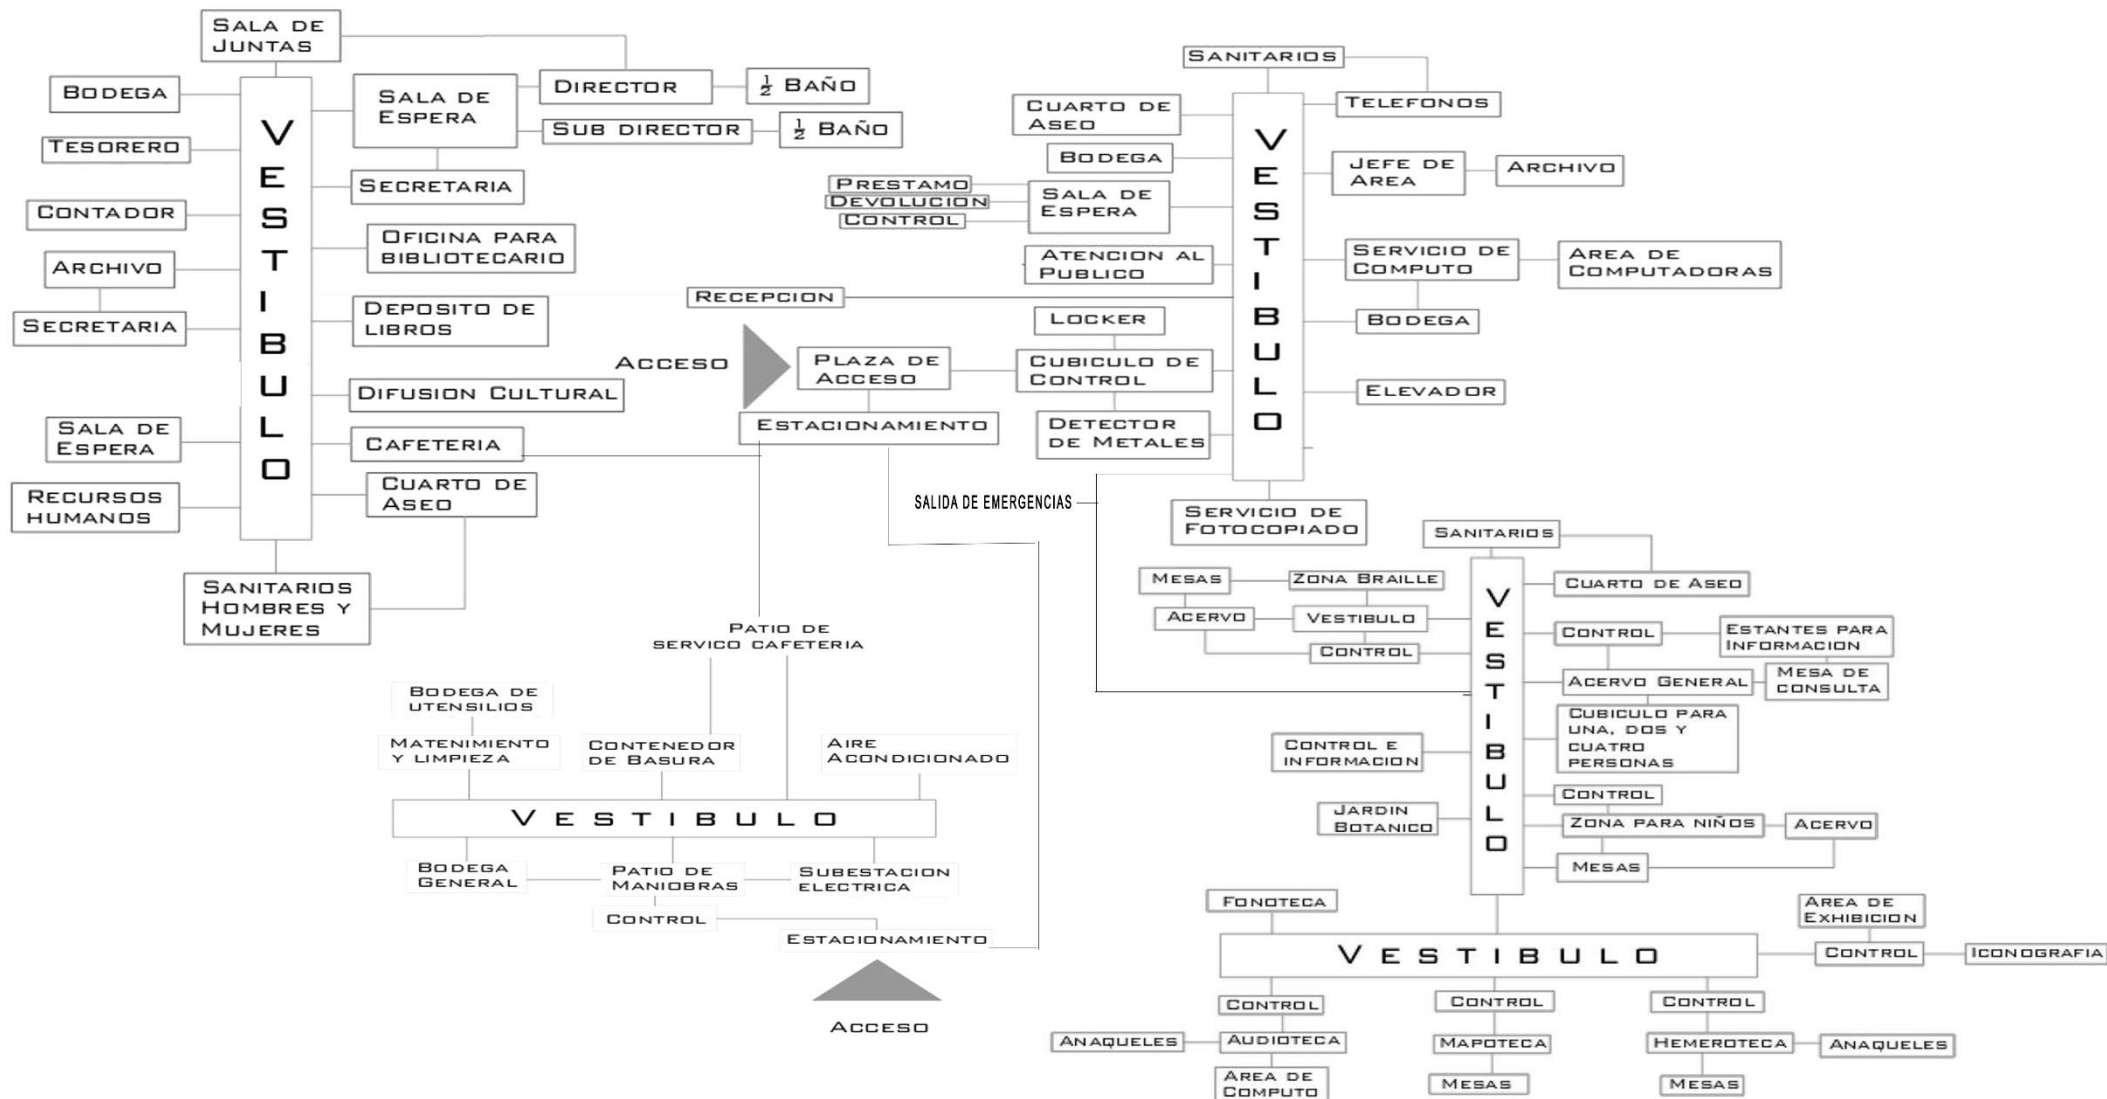 SALA DE
JUNTAS
BODEGA
TESORERO
CONTADOR
ARCHIVO
SECRETARIA
SALA DE
ESPERA
RECURSOS
HUMANOS
VESTIBULO
SALA DE
ESPERA
DIRECTOR
½ BAÑO
SUB DIRECTOR
½ BAÑO
SECRETARIA
OFICINA PARA
BIBLIOTECARIO
DEPOSITO DE
LIBROS
DIFUSION CULTURAL
CAFETERIA
CUARTO DE
ASEO
SANITARIOS
HOMBRES Y
MUJERES
SANITARIOS
TELEFONOS
CUARTO DE
ASEO
BODEGA
PRESTAMO
DEVOLUCION
CONTROL
SALA DE
ESPERA
ATENCION AL
PUBLICO
RECEPCION
LOCKER
ACCESO
PLAZA DE
ACCESO
CUBICULO DE
CONTROL
ESTACIONAMIENTO
DETECTOR
DE METALES
VESTIBULO
JEFE DE
AREA
ARCHIVO
SERVICIO DE
COMPUTO
AREA DE
COMPUTADORAS
BODEGA
ELEVADOR
SALIDA DE EMERGENCIAS
SERVICIO DE
FOTOCOPIADO
PATIO DE
SERVICO CAFETERIA
BODEGA DE
UTENSILIOS
MATENIMIENTO
Y LIMPIEZA
CONTENEDOR
DE BASURA
AIRE
ACONDICIONADO
VESTIBULO
BODEGA
GENERAL
PATIO DE
MANIOBRAS
SUBESTACION
ELECTRICA
CONTROL
ESTACIONAMIENTO
ACCESO
SANITARIOS
CUARTO DE ASEO
MESAS
ZONA BRAILLE
ACERVO
VESTIBULO
CONTROL
VESTIBULO
CONTROL
ESTANTES PARA
INFORMACION
ACERVO GENERAL
MESA DE
CONSULTA
CUBICULO PARA
UNA, DOS Y
CUATRO
PERSONAS
CONTROL E
INFORMACION
JARDIN
BOTANICO
CONTROL
ZONA PARA NIÑOS
ACERVO
MESAS
FONOTECA
AREA DE
EXHIBICION
VESTIBULO
CONTROL
ICONOGRAFIA
CONTROL
CONTROL
CONTROL
ANAQUELES
AUDIOTECA
MAPOTECA
HEMEROTECA
ANAQUELES
AREA DE
COMPUTO
MESAS
MESAS